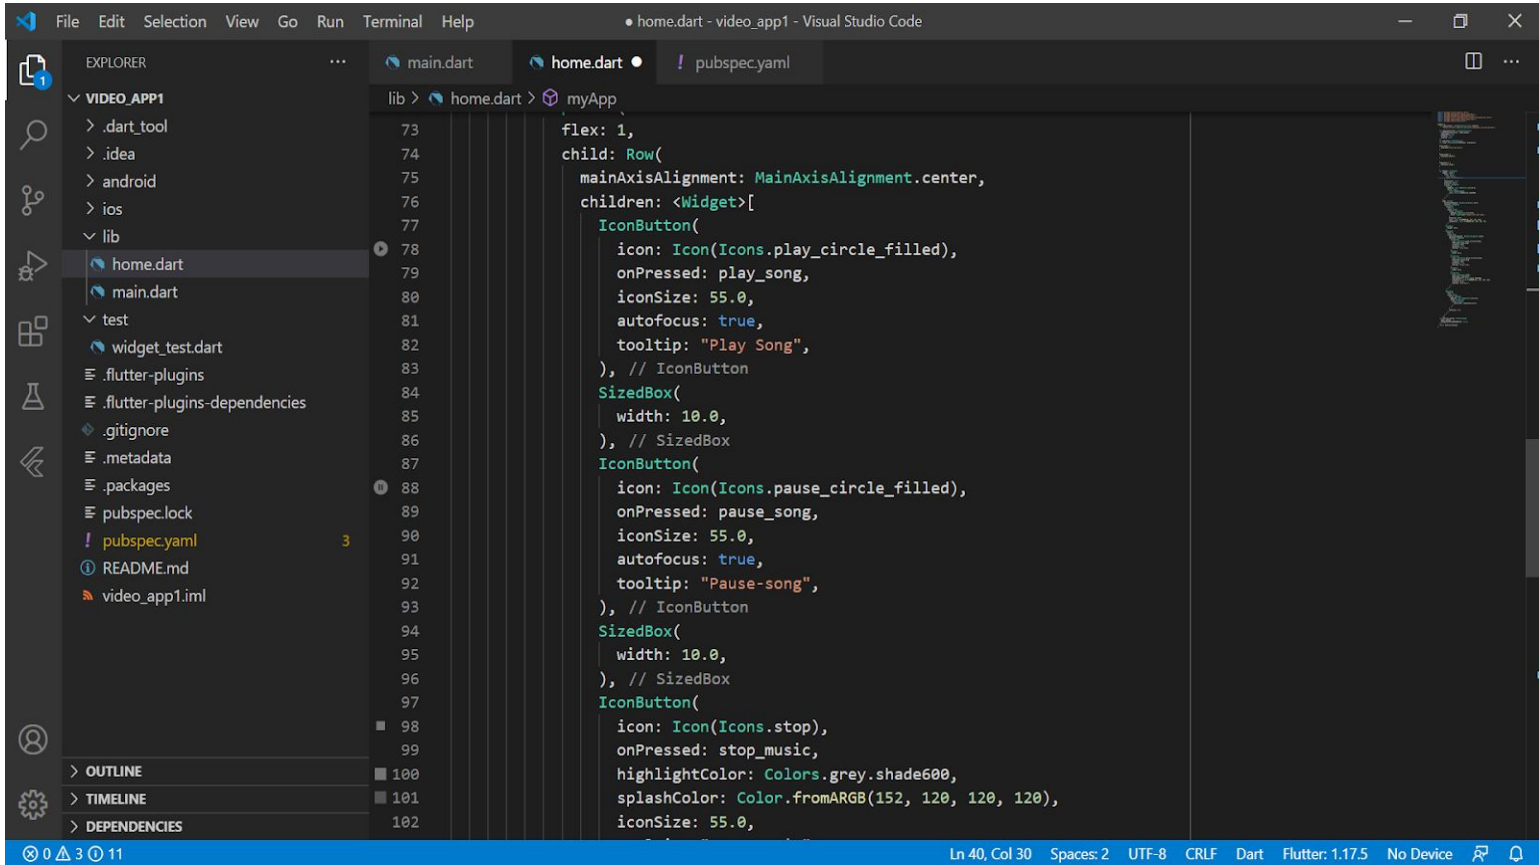 File Edit Selection View Go Run Terminal Help
● home.dart - video_app1 - Visual Studio Code
EXPLORER
main.dart
home.dart ●
pubspec.yaml
1
VIDEO_APP1
lib > home.dart > myApp
.dart_tool
.idea
android
ios
lib
home.dart
main.dart
test
widget_test.dart
.flutter-plugins
.flutter-plugins-dependencies
.gitignore
.metadata
.packages
pubspec.lock
pubspec.yaml 3
README.md
video_app1.iml
OUTLINE
TIMELINE
DEPENDENCIES
73 flex: 1,
74 child: Row(
75 mainAxisAlignment: MainAxisAlignment.center,
76 children: <Widget>[
77 IconButton(
78 icon: Icon(Icons.play_circle_filled),
79 onPressed: play_song,
80 iconSize: 55.0,
81 autofocus: true,
82 tooltip: "Play Song",
83 ), // IconButton
84 SizedBox(
85 width: 10.0,
86 ), // SizedBox
87 IconButton(
88 icon: Icon(Icons.pause_circle_filled),
89 onPressed: pause_song,
90 iconSize: 55.0,
91 autofocus: true,
92 tooltip: "Pause-song",
93 ), // IconButton
94 SizedBox(
95 width: 10.0,
96 ), // SizedBox
97 IconButton(
98 icon: Icon(Icons.stop),
99 onPressed: stop_music,
100 highlightColor: Colors.grey.shade600,
101 splashColor: Color.fromARGB(152, 120, 120, 120),
102 iconSize: 55.0,
0 3 11
Ln 40, Col 30 Spaces: 2 UTF-8 CRLF Dart Flutter: 1.17.5 No Device